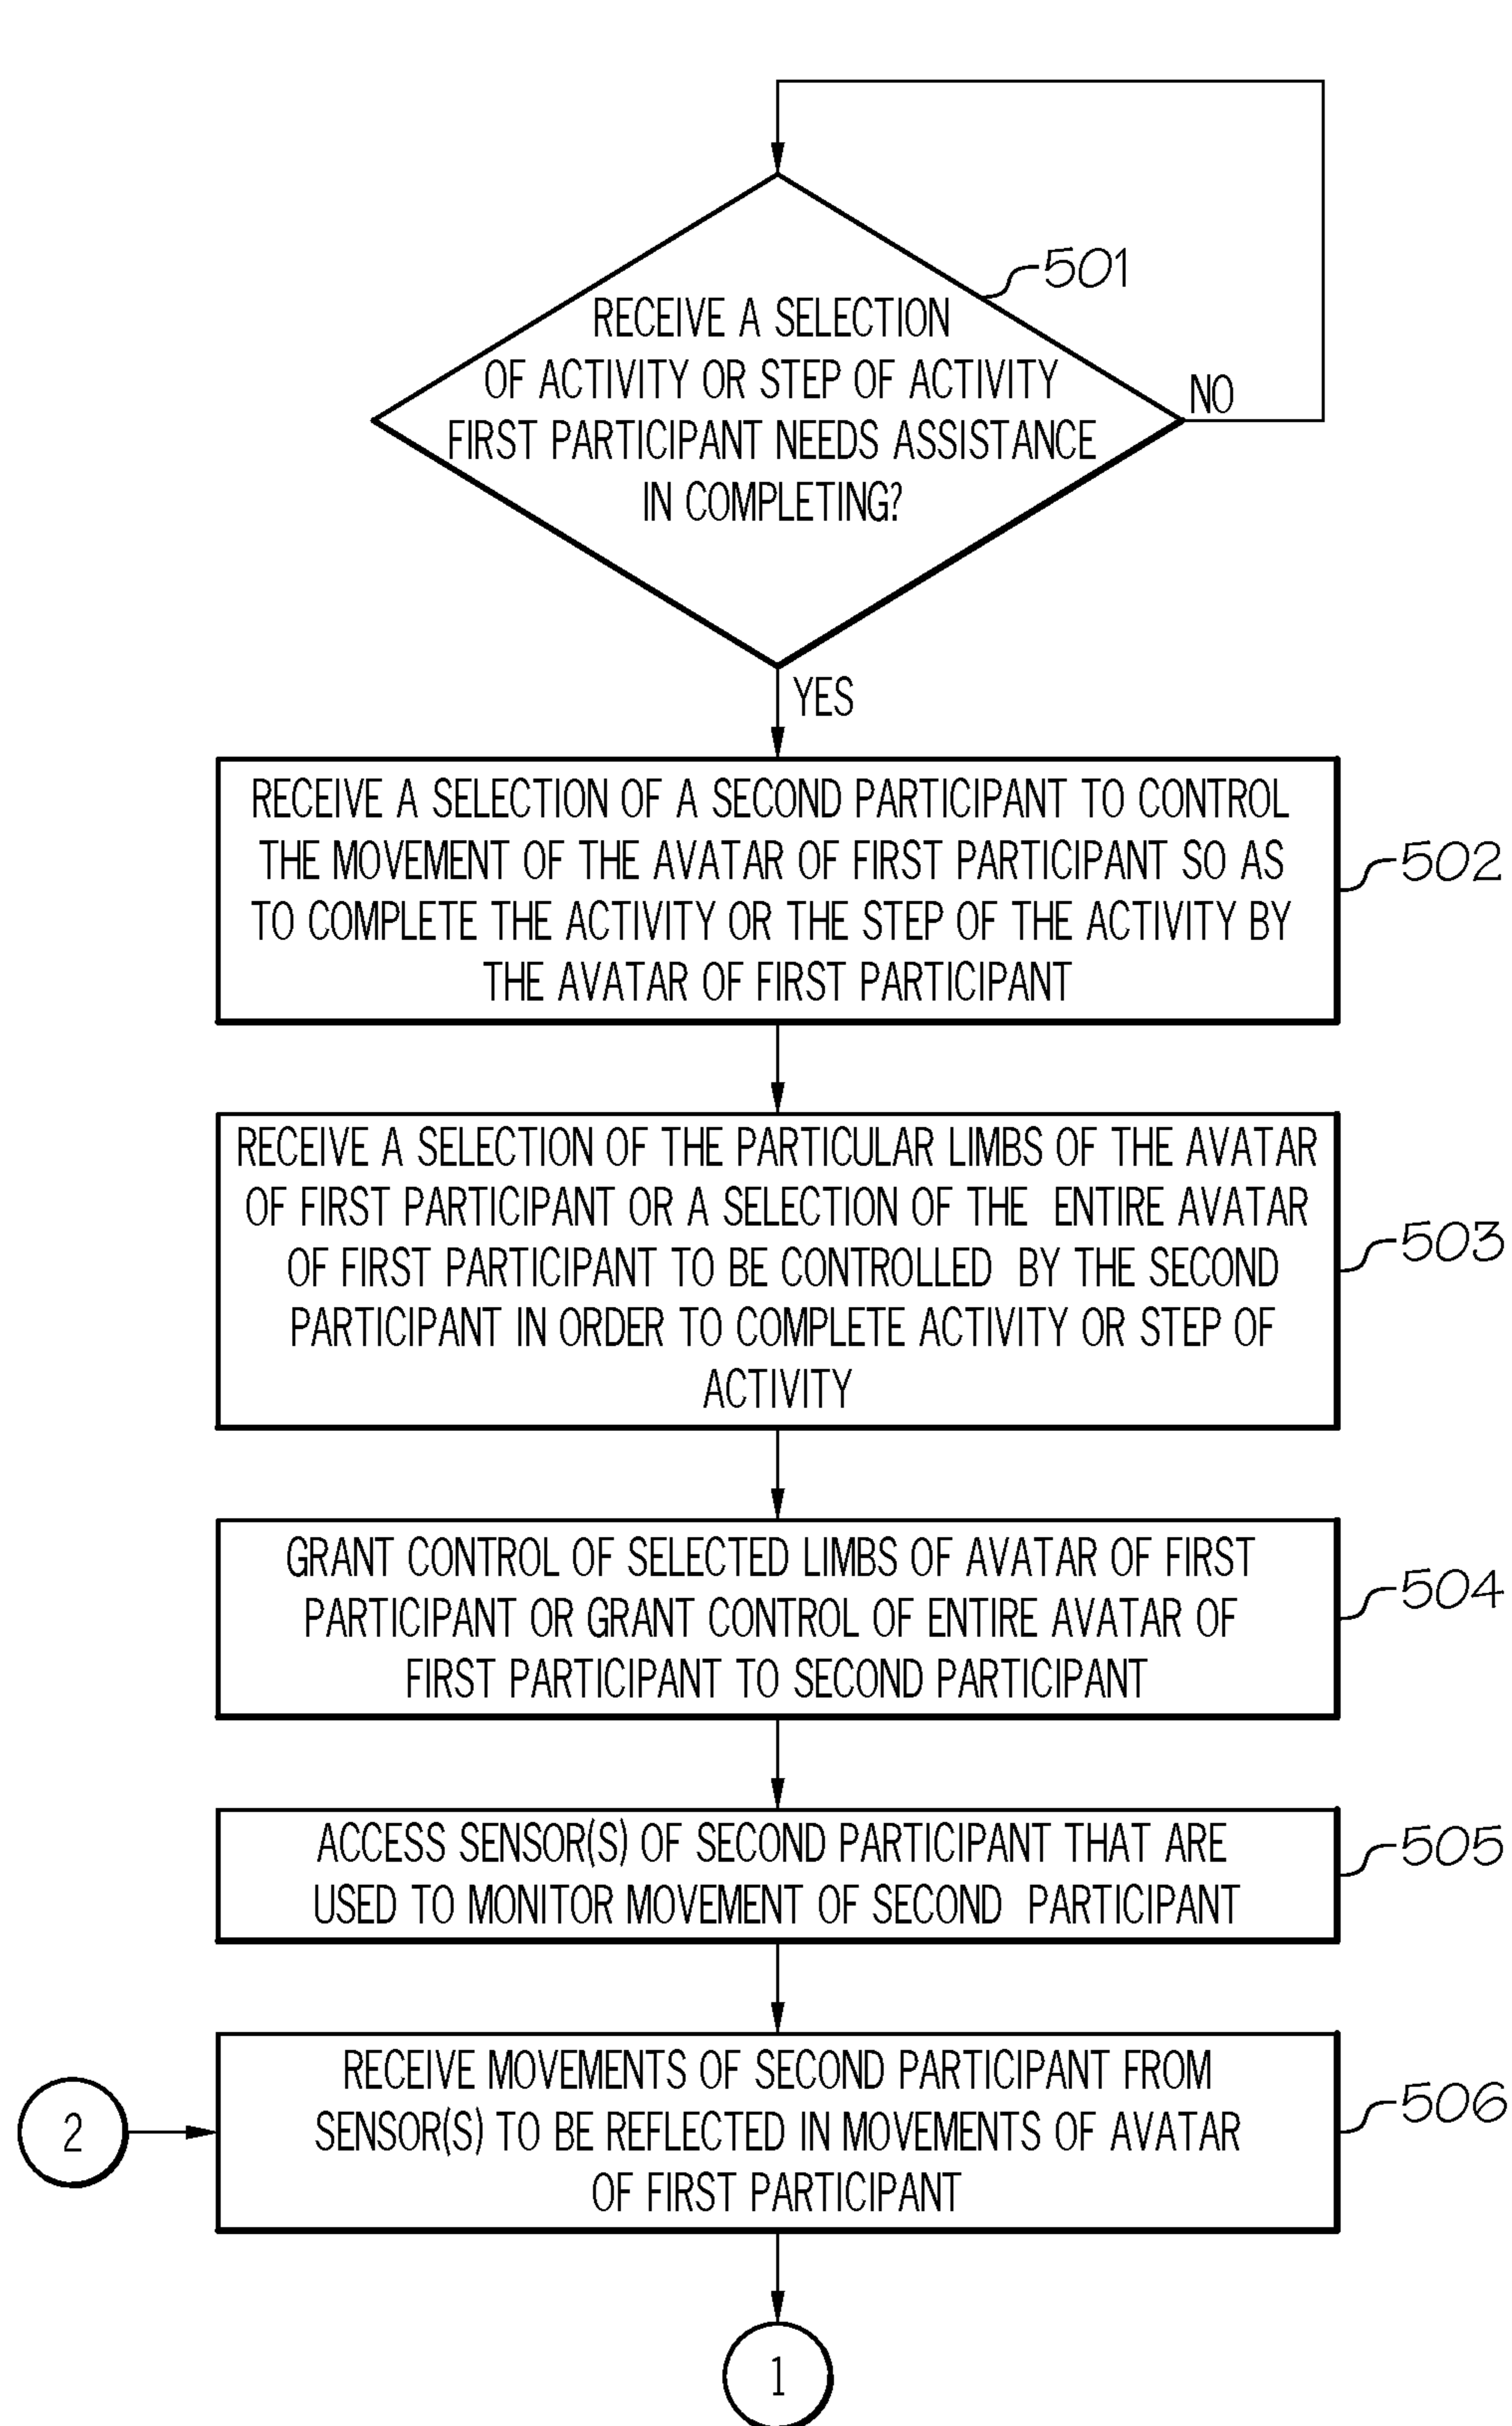 501
RECEIVE A SELECTION
OF ACTIVITY OR STEP OF ACTIVITY
FIRST PARTICIPANT NEEDS ASSISTANCE
IN COMPLETING?
NO
YES
RECEIVE A SELECTION OF A SECOND PARTICIPANT TO CONTROL
THE MOVEMENT OF THE AVATAR OF FIRST PARTICIPANT SO AS
TO COMPLETE THE ACTIVITY OR THE STEP OF THE ACTIVITY BY
THE AVATAR OF FIRST PARTICIPANT
502
RECEIVE A SELECTION OF THE PARTICULAR LIMBS OF THE AVATAR
OF FIRST PARTICIPANT OR A SELECTION OF THE ENTIRE AVATAR
OF FIRST PARTICIPANT TO BE CONTROLLED BY THE SECOND
PARTICIPANT IN ORDER TO COMPLETE ACTIVITY OR STEP OF
ACTIVITY
503
GRANT CONTROL OF SELECTED LIMBS OF AVATAR OF FIRST
PARTICIPANT OR GRANT CONTROL OF ENTIRE AVATAR OF
FIRST PARTICIPANT TO SECOND PARTICIPANT
504
ACCESS SENSOR(S) OF SECOND PARTICIPANT THAT ARE
USED TO MONITOR MOVEMENT OF SECOND PARTICIPANT
505
RECEIVE MOVEMENTS OF SECOND PARTICIPANT FROM
SENSOR(S) TO BE REFLECTED IN MOVEMENTS OF AVATAR
OF FIRST PARTICIPANT
506
2
1